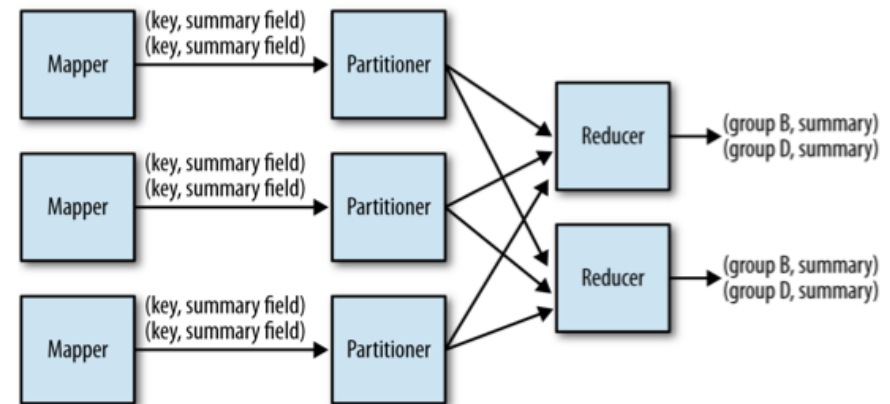 (key, summary field)
(key, summary field)
Mapper
Partitioner
(key, summary field)
(key, summary field)
Mapper
Partitioner
(key, summary field)
(key, summary field)
Mapper
Partitioner
Reducer
(group B, summary)
(group D, summary)
Reducer
(group B, summary)
(group D, summary)